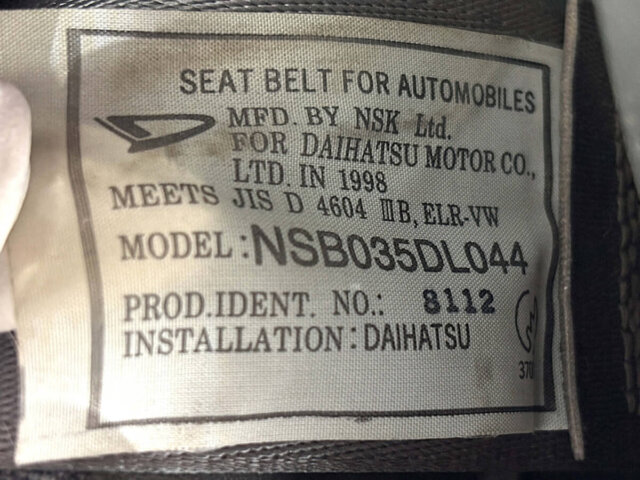 SEAT BELT FOR AUTOMOBILES
MFD. BY NSK Ltd.
FOR DAIHATSU MOTOR CO.,
LTD. IN 1998
MEETS JIS D 4604 ⅢB, ELR-VW
MODEL : NSB035DL044
PROD.IDENT. NO.: 8112
INSTALLATION : DAIHATSU
370